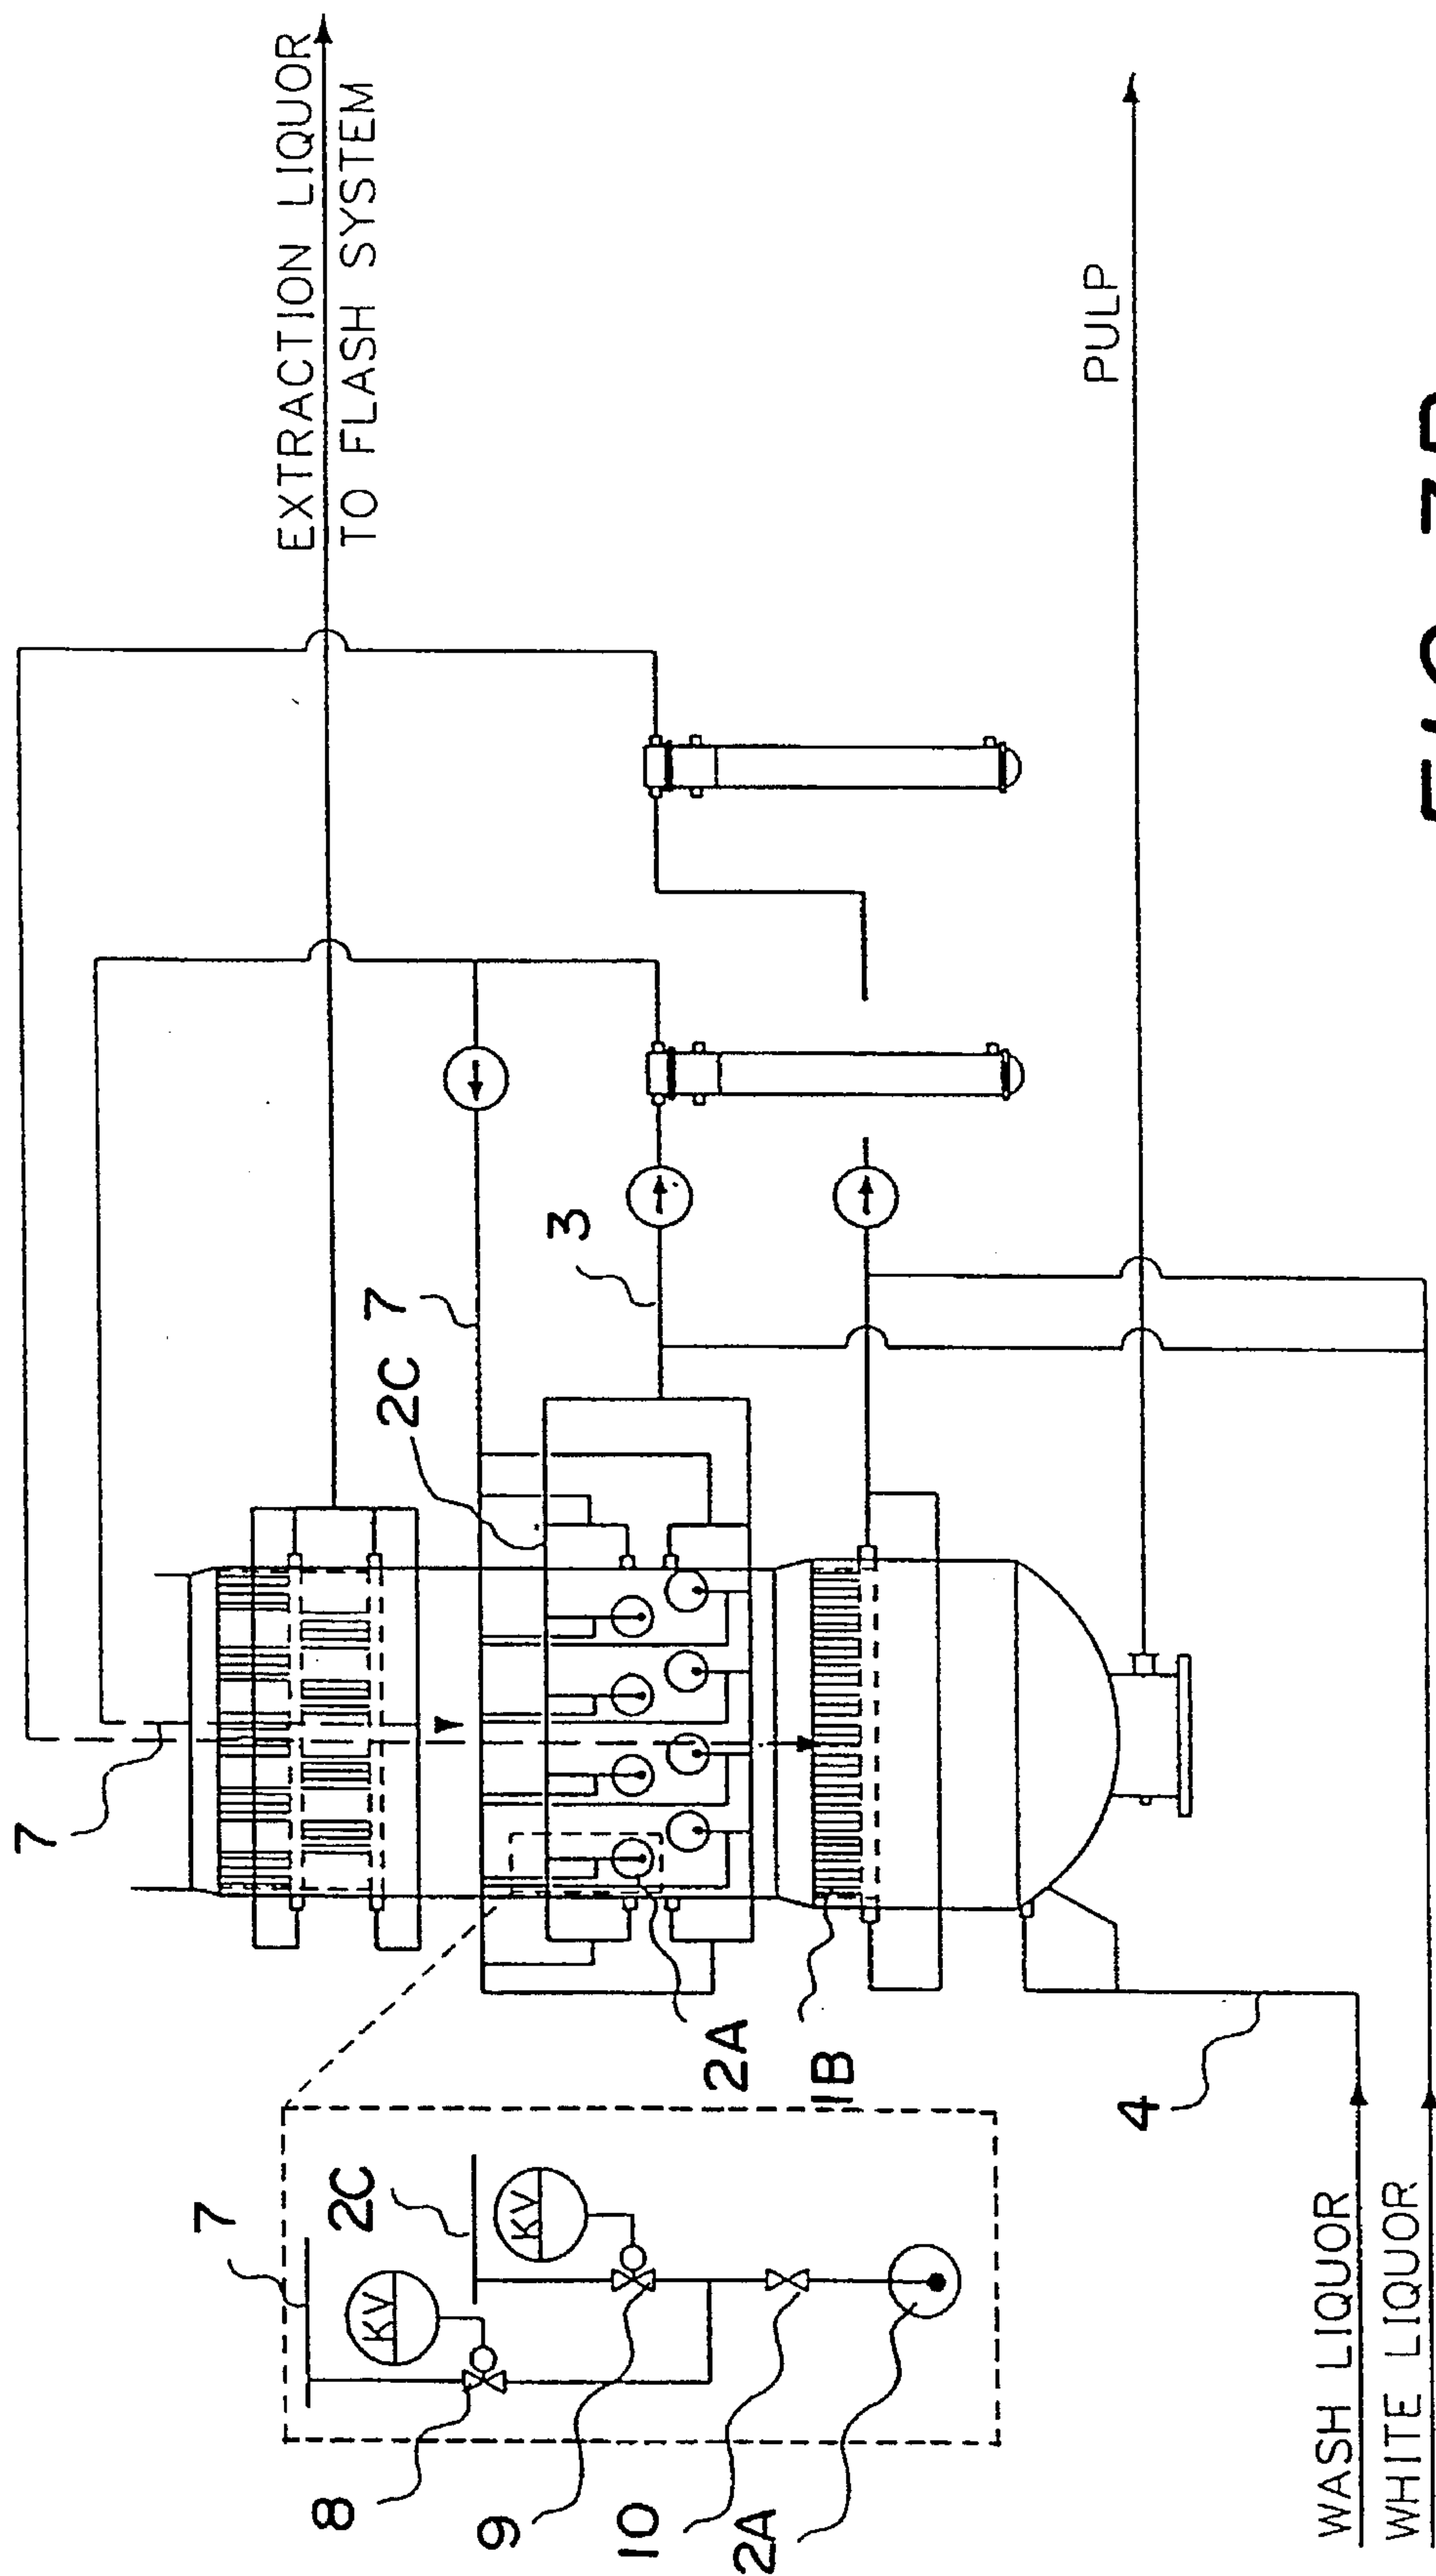 EXTRACTION LIQUOR
TO FLASH SYSTEM
PULP
3
7
2C
7
2A
1B
4
7
2C
KV
KV
8
9
10
2A
WASH LIQUOR
WHITE LIQUOR